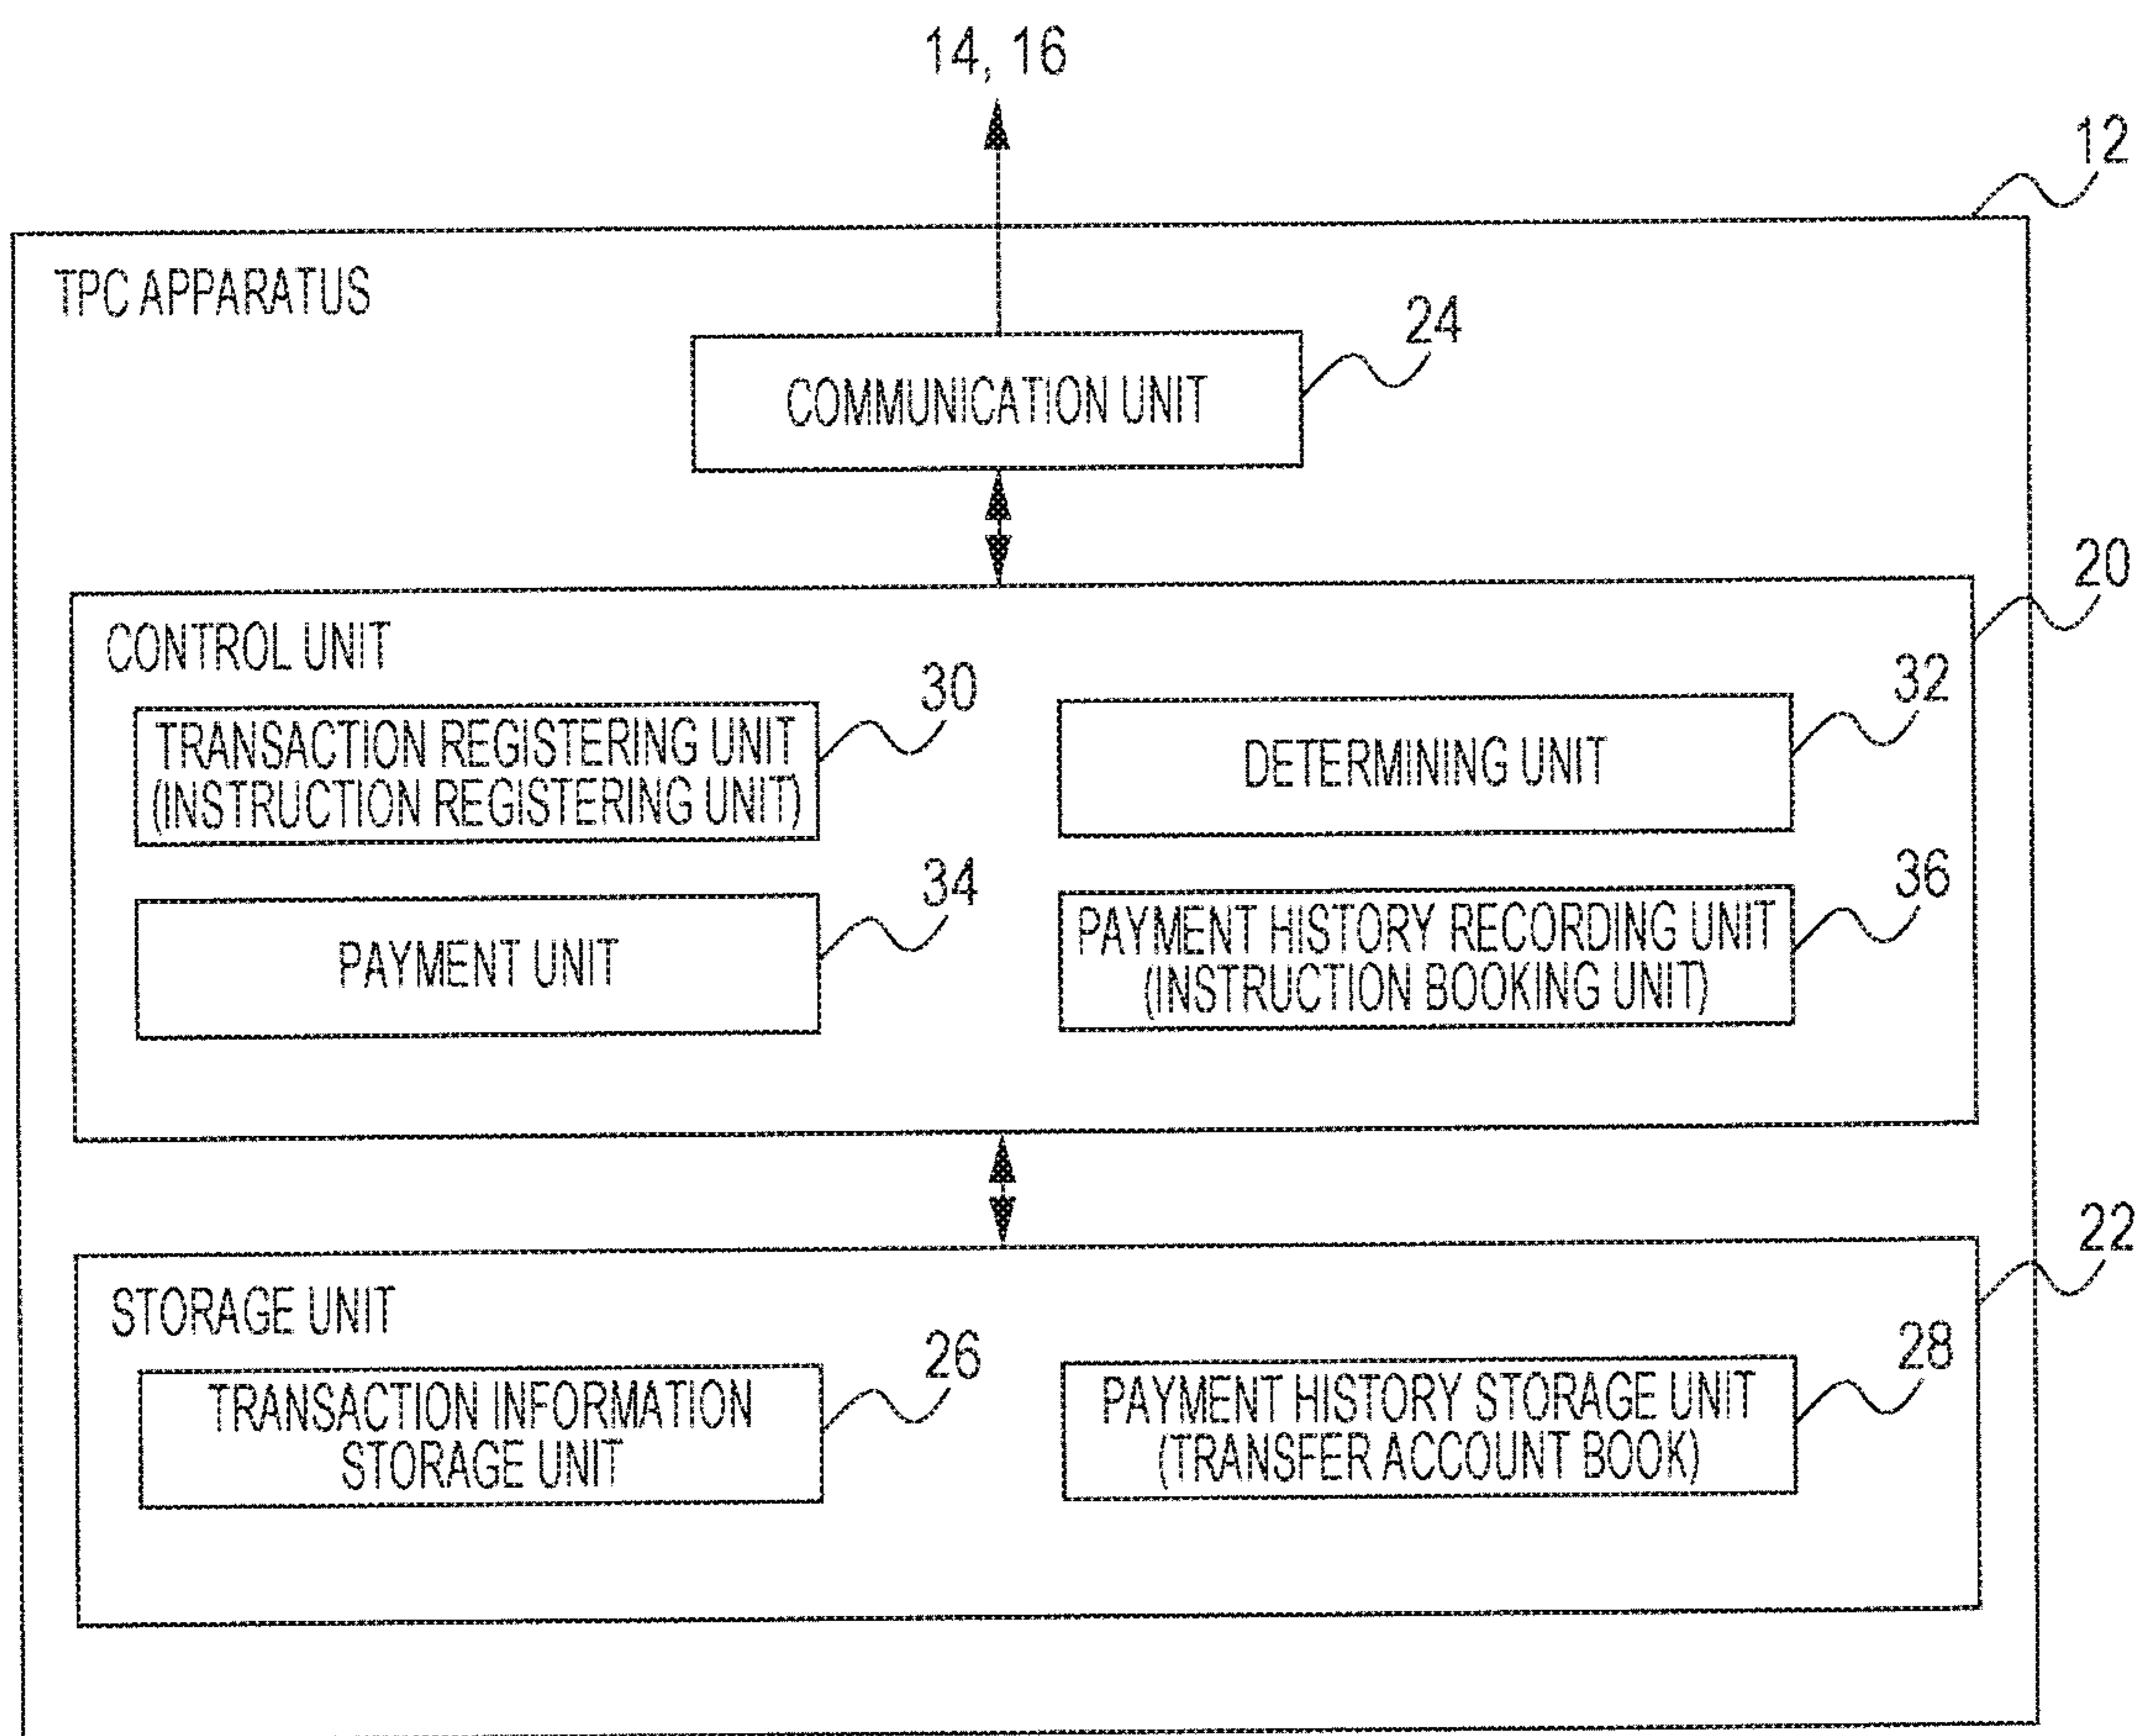 14, 16
12
TPC APPARATUS
24
COMMUNICATION UNIT
20
CONTROL UNIT
30
TRANSACTION REGISTERING UNIT
(INSTRUCTION REGISTERING UNIT)
32
DETERMINING UNIT
34
PAYMENT UNIT
36
PAYMENT HISTORY RECORDING UNIT
(INSTRUCTION BOOKING UNIT)
22
STORAGE UNIT
26
TRANSACTION INFORMATION
STORAGE UNIT
28
PAYMENT HISTORY STORAGE UNIT
(TRANSFER ACCOUNT BOOK)